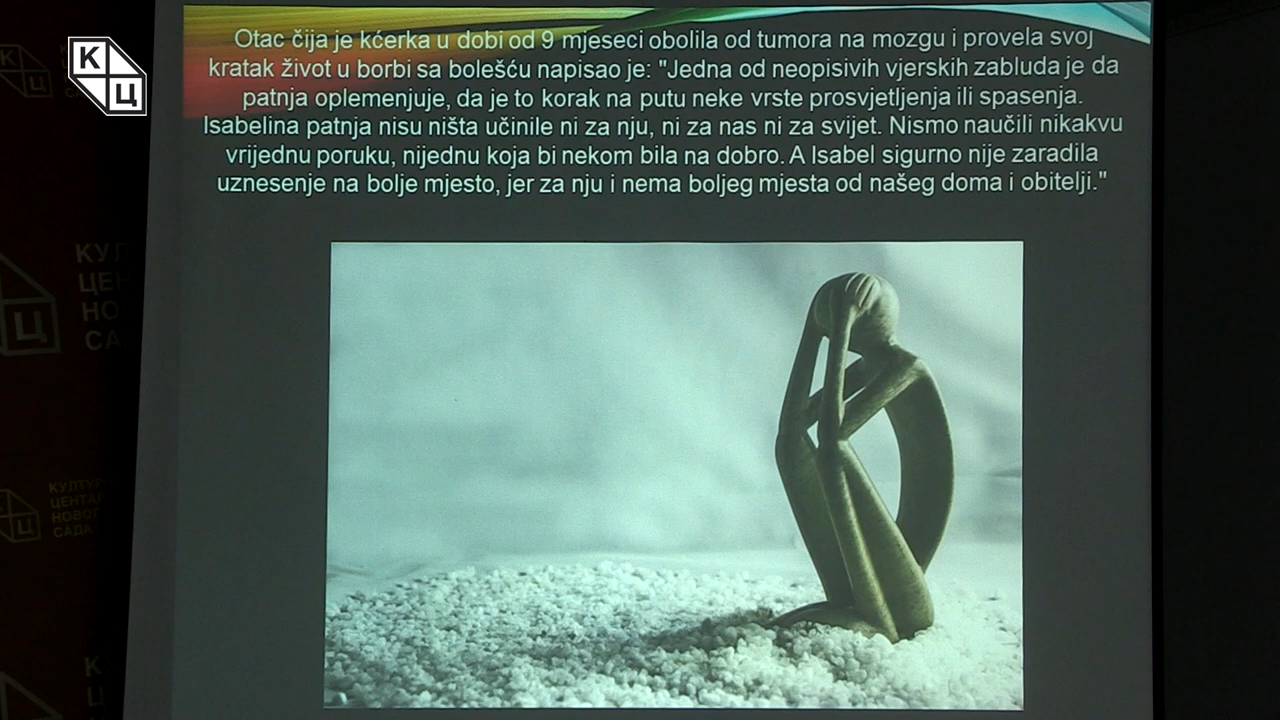 Otac čija je kćerka u dobi od 9 mjeseci obolila od tumora na mozgu i provela svoj
kratak život u borbi sa bolešću napisao je: "Jedna od neopisivih vjerskih zabluda je da
patnja oplemenjuje, da je to korak na putu neke vrste prosvjetljenja ili spasenja.
Isabelina patnja nisu ništa učinile ni za nju, ni za nas ni za svijet. Nismo naučili nikakvu
vrijednu poruku, nijednu koja bi nekom bila na dobro. A Isabel sigurno nije zaradila
uznesenje na bolje mjesto, jer za nju i nema boljeg mjesta od našeg doma i obitelji."
К
Ц
Ц
К
Ц